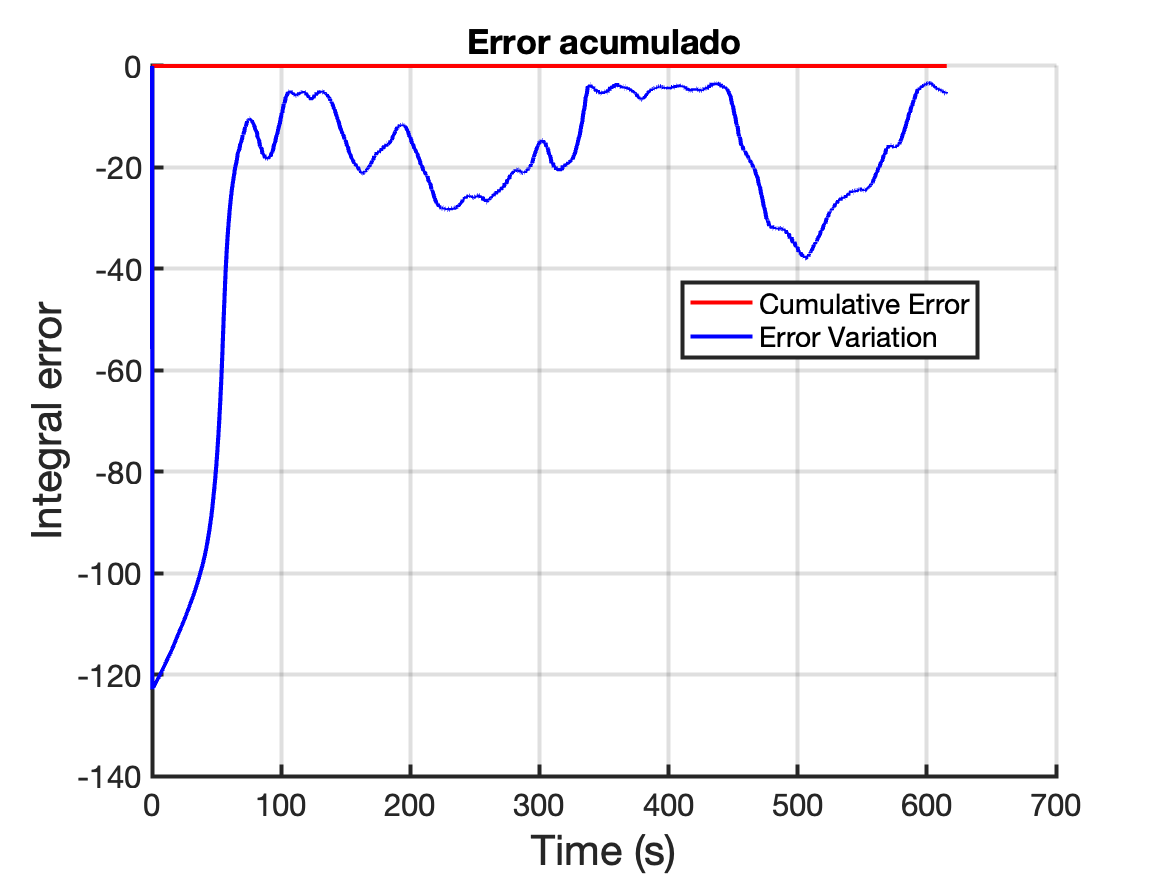 Error acumulado
0
-20
-40
-60
-80
-100
-120
-140
0 100 200 300 400 500 600 700
Integral error
Time (s)
Cumulative Error
Error Variation